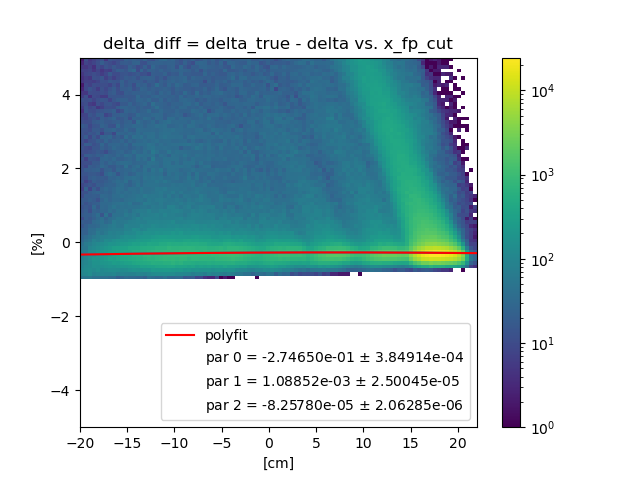 delta_diff = delta_true - delta vs. x_fp_cut
4
2
0
−2
−4
[%]
polyfit
par 0 = -2.74650e-01 ± 3.84914e-04
par 1 = 1.08852e-03 ± 2.50045e-05
par 2 = -8.25780e-05 ± 2.06285e-06
−20 −15 −10 −5 0 5 10 15 20
[cm]
10⁴
10³
10²
10¹
10⁰